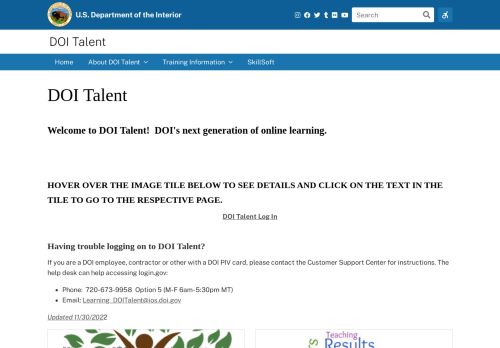 U.S. Department of the Interior
Search
DOI Talent
Home
About DOI Talent
Training Information
SkillSoft
DOI Talent
Welcome to DOI Talent!  DOI's next generation of online learning.
HOVER OVER THE IMAGE TILE BELOW TO SEE DETAILS AND CLICK ON THE TEXT IN THE
TILE TO GO TO THE RESPECTIVE PAGE.
DOI Talent Log In
Having trouble logging on to DOI Talent?
If you are a DOI employee, contractor or other with a DOI PIV card, please contact the Customer Support Center for instructions. The
help desk can help accessing login.gov:
Phone:  720-673-9958  Option 5 (M-F 6am-5:30pm MT)
Email: Learning_DOITalent@ios.doi.gov
Updated 11/30/2022
Teaching
Results